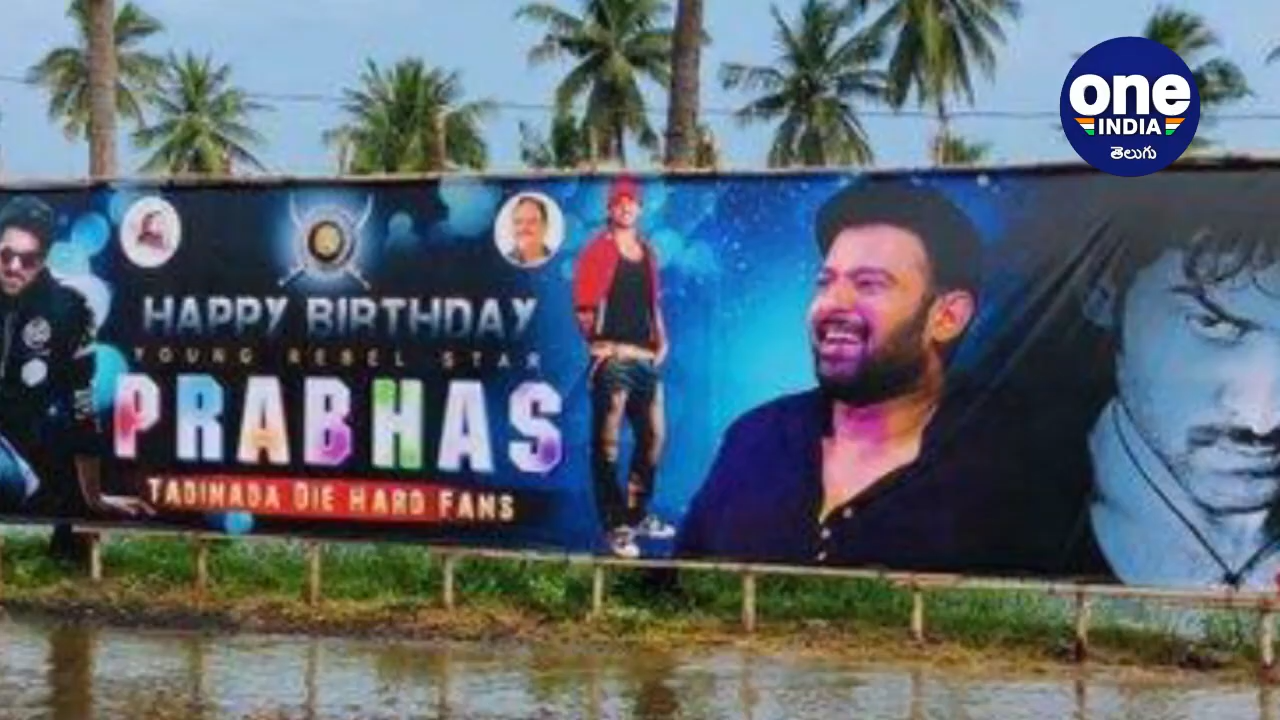 one
INDIA
తెలుగు
HAPPY BIRTHDAY
YOUNG REBEL STAR
PRABHAS
TADINADA DIE HARD FANS